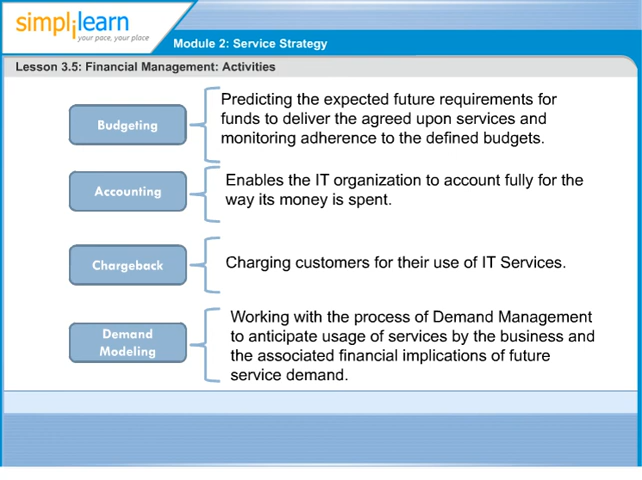 simplilearn
your pace, your place
Module 2: Service Strategy
Lesson 3.5: Financial Management: Activities
Budgeting
Predicting the expected future requirements for
funds to deliver the agreed upon services and
monitoring adherence to the defined budgets.
Accounting
Enables the IT organization to account fully for the
way its money is spent.
Chargeback
Charging customers for their use of IT Services.
Demand
Modeling
Working with the process of Demand Management
to anticipate usage of services by the business and
the associated financial implications of future
service demand.